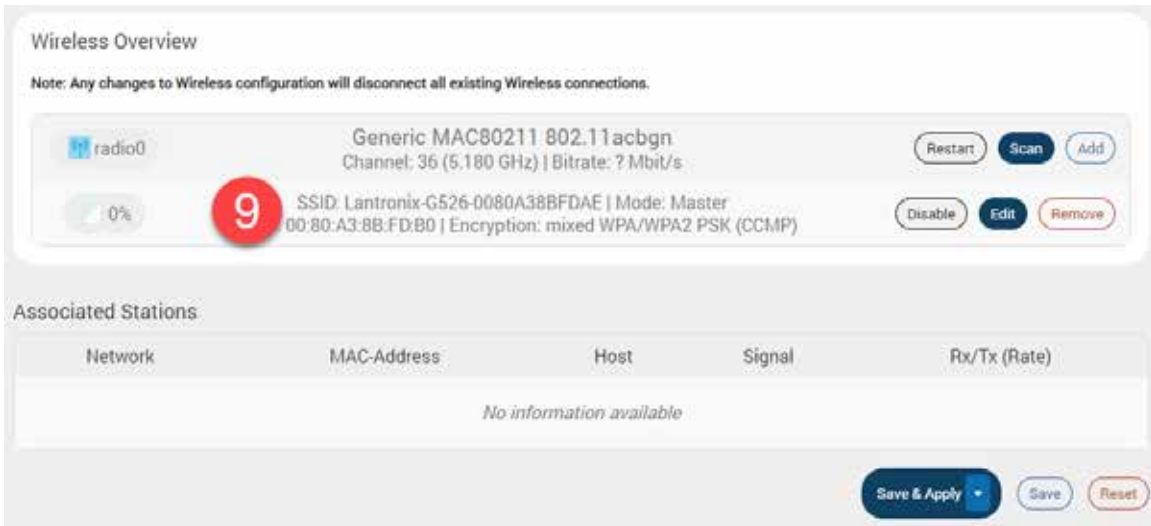 Wireless Overview
Note: Any changes to Wireless configuration will disconnect all existing Wireless connections.
radio0
Generic MAC80211 802.11acbgn
Channel: 36 (5.180 GHz) | Bitrate: ? Mbit/s
Restart Scan Add
0%
9
SSID: Lantronix-G526-0080A38BFDAE | Mode: Master
00:80:A3:8B:FD:B0 | Encryption: mixed WPA/WPA2 PSK (CCMP)
Disable Edit Remove
Associated Stations
Network MAC-Address Host Signal Rx/Tx (Rate)
No information available
Save & Apply Save Reset